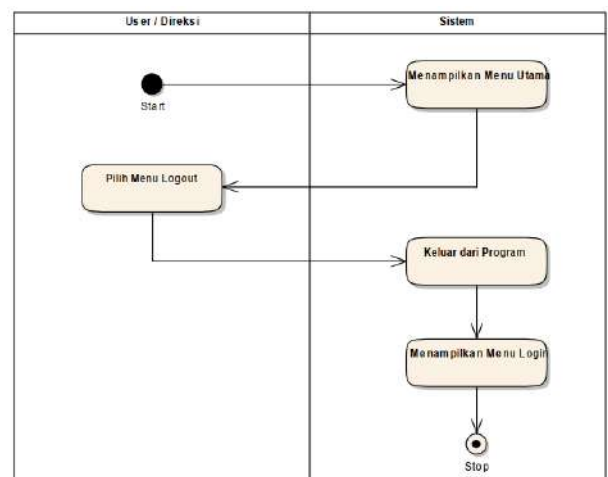 User / Direksi
Sistem
Menampilkan Menu Utama
Start
Pilih Menu Logout
Keluar dari Program
Menampilkan Menu Login
Stop